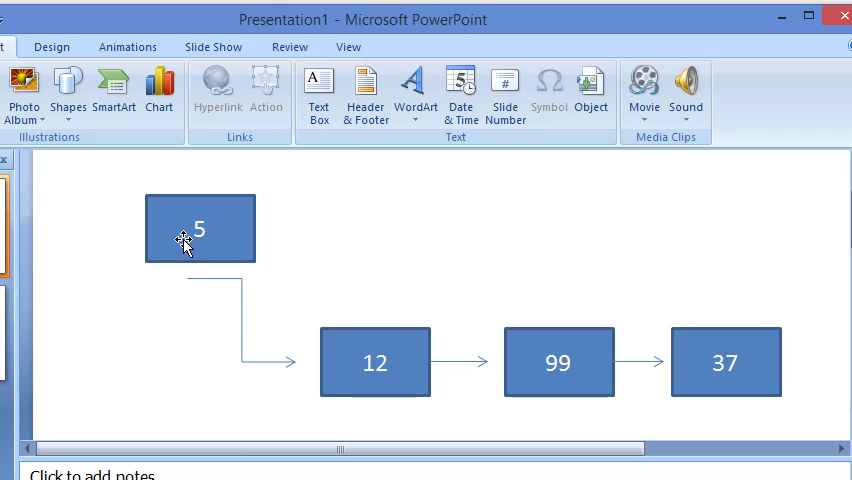 Presentation1 - Microsoft PowerPoint
Design Animations Slide Show Review View
Photo Album Shapes SmartArt Chart Hyperlink Action Text Box Header & Footer WordArt Date & Time Slide Number Symbol Object Movie Sound
Illustrations Links Text Media Clips
5
12 99 37
Click to add notes